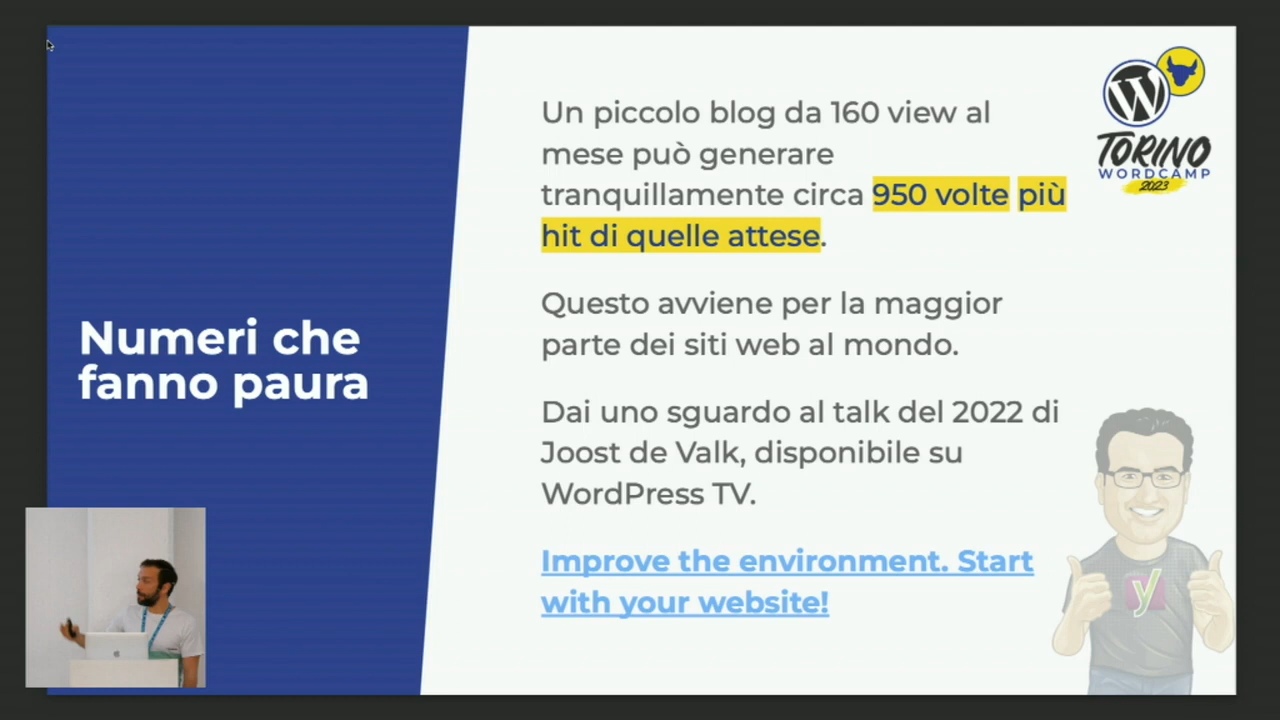 Numeri che
fanno paura
Un piccolo blog da 160 view al
mese può generare
tranquillamente circa 950 volte più
hit di quelle attese.
Questo avviene per la maggior
parte dei siti web al mondo.
Dai uno sguardo al talk del 2022 di
Joost de Valk, disponibile su
WordPress TV.
Improve the environment. Start
with your website!
W
TORINO
WORDCAMP
2023
y